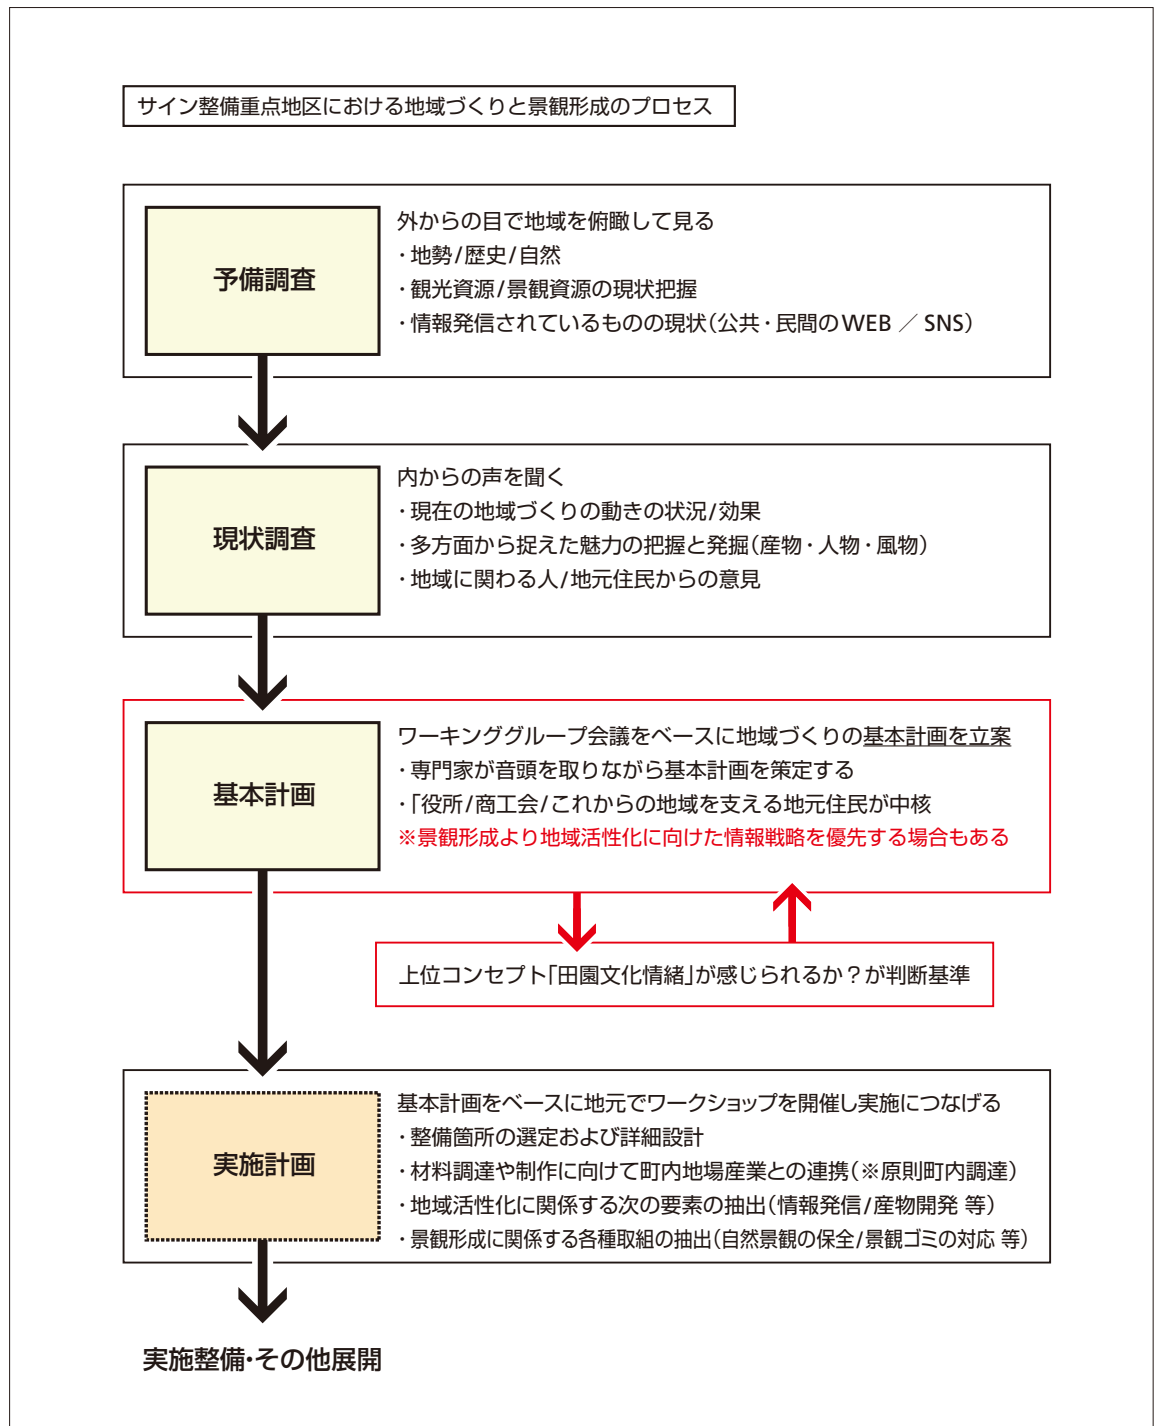 サイン整備重点地区における地域づくりと景観形成のプロセス
予備調査
外からの目で地域を俯瞰して見る
・地勢/歴史/自然
・観光資源/景観資源の現状把握
・情報発信されているものの現状(公共・民間のWEB ／ SNS)
現状調査
内からの声を聞く
・現在の地域づくりの動きの状況/効果
・多方面から捉えた魅力の把握と発掘(産物・人物・風物)
・地域に関わる人/地元住民からの意見
基本計画
ワーキンググループ会議をベースに地域づくりの基本計画を立案
・専門家が音頭を取りながら基本計画を策定する
・「役所/商工会/これからの地域を支える地元住民が中核
※景観形成より地域活性化に向けた情報戦略を優先する場合もある
上位コンセプト「田園文化情緒」が感じられるか？が判断基準
実施計画
基本計画をベースに地元でワークショップを開催し実施につなげる
・整備箇所の選定および詳細設計
・材料調達や制作に向けて町内地場産業との連携(※原則町内調達)
・地域活性化に関係する次の要素の抽出(情報発信/産物開発 等)
・景観形成に関係する各種取組の抽出(自然景観の保全/景観ゴミの対応 等)
実施整備・その他展開